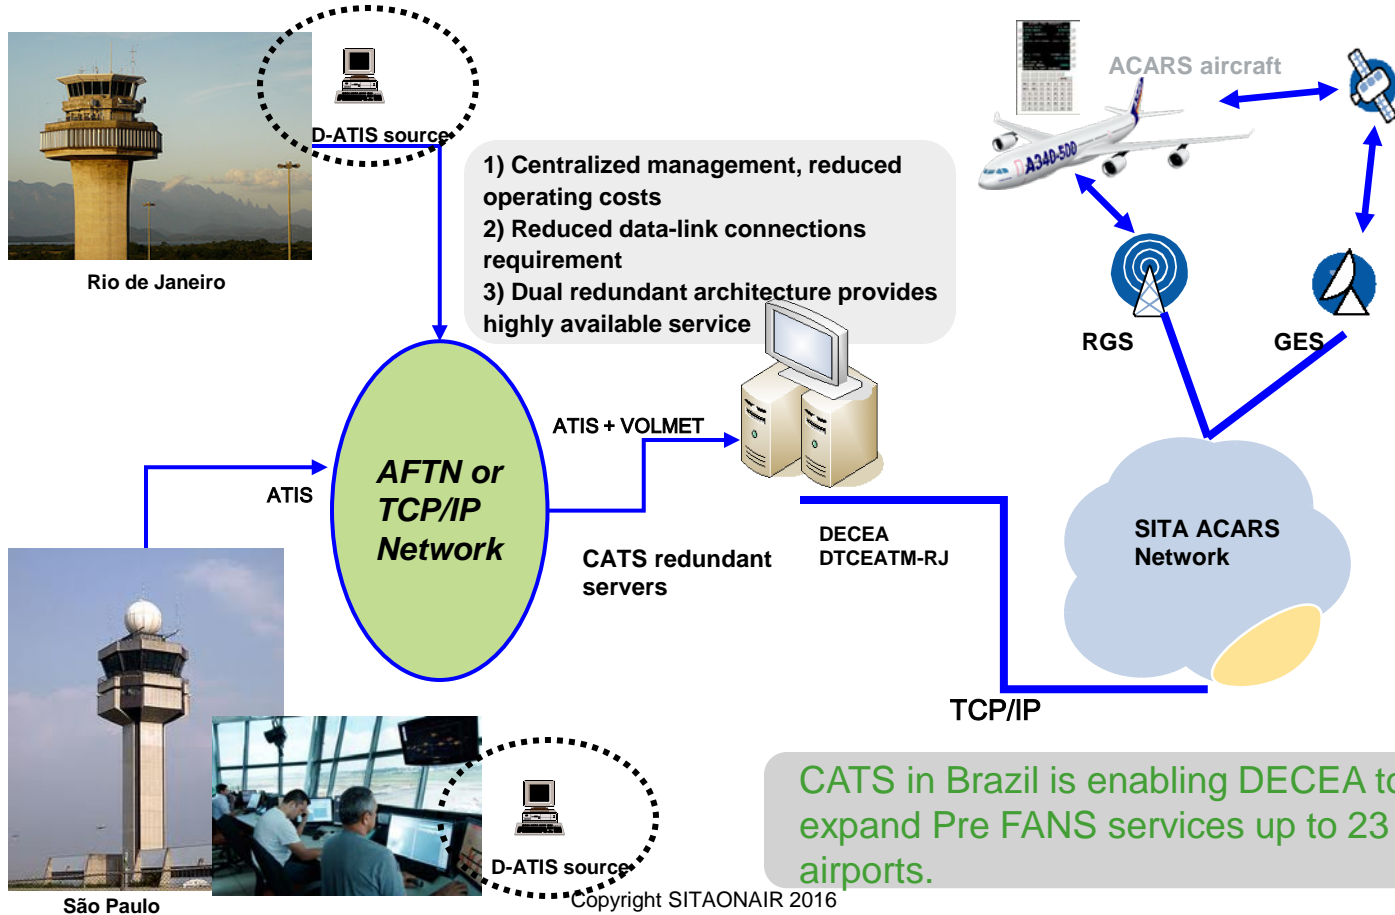 ACARS aircraft
A340-500
D-ATIS source
Rio de Janeiro
1) Centralized management, reduced
operating costs
2) Reduced data-link connections
requirement
3) Dual redundant architecture provides
highly available service
RGS
GES
ATIS + VOLMET
AFTN or
TCP/IP
Network
ATIS
CATS redundant
servers
DECEA
DTCEATM-RJ
SITA ACARS
Network
TCP/IP
D-ATIS source
São Paulo
CATS in Brazil is enabling DECEA to
expand Pre FANS services up to 23
airports.
Copyright SITAONAIR 2016